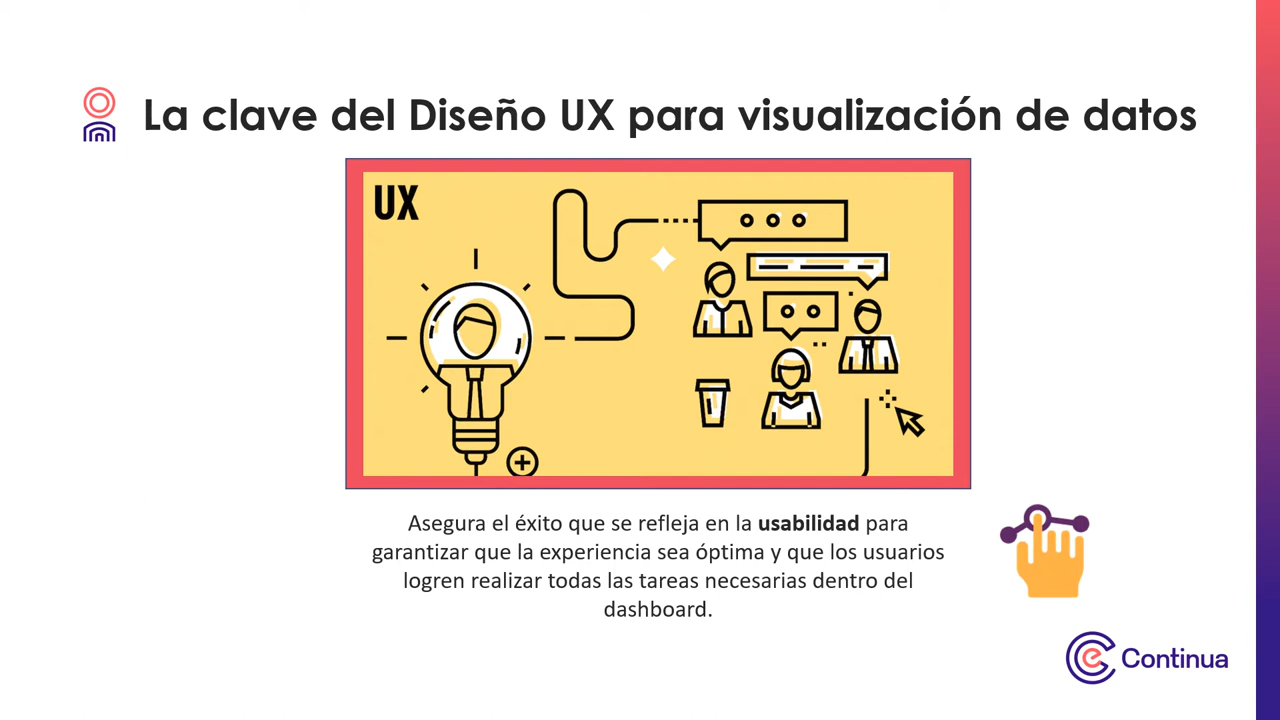 La clave del Diseño UX para visualización de datos
UX
Asegura el éxito que se refleja en la usabilidad para
garantizar que la experiencia sea óptima y que los usuarios
logren realizar todas las tareas necesarias dentro del
dashboard.
Continua